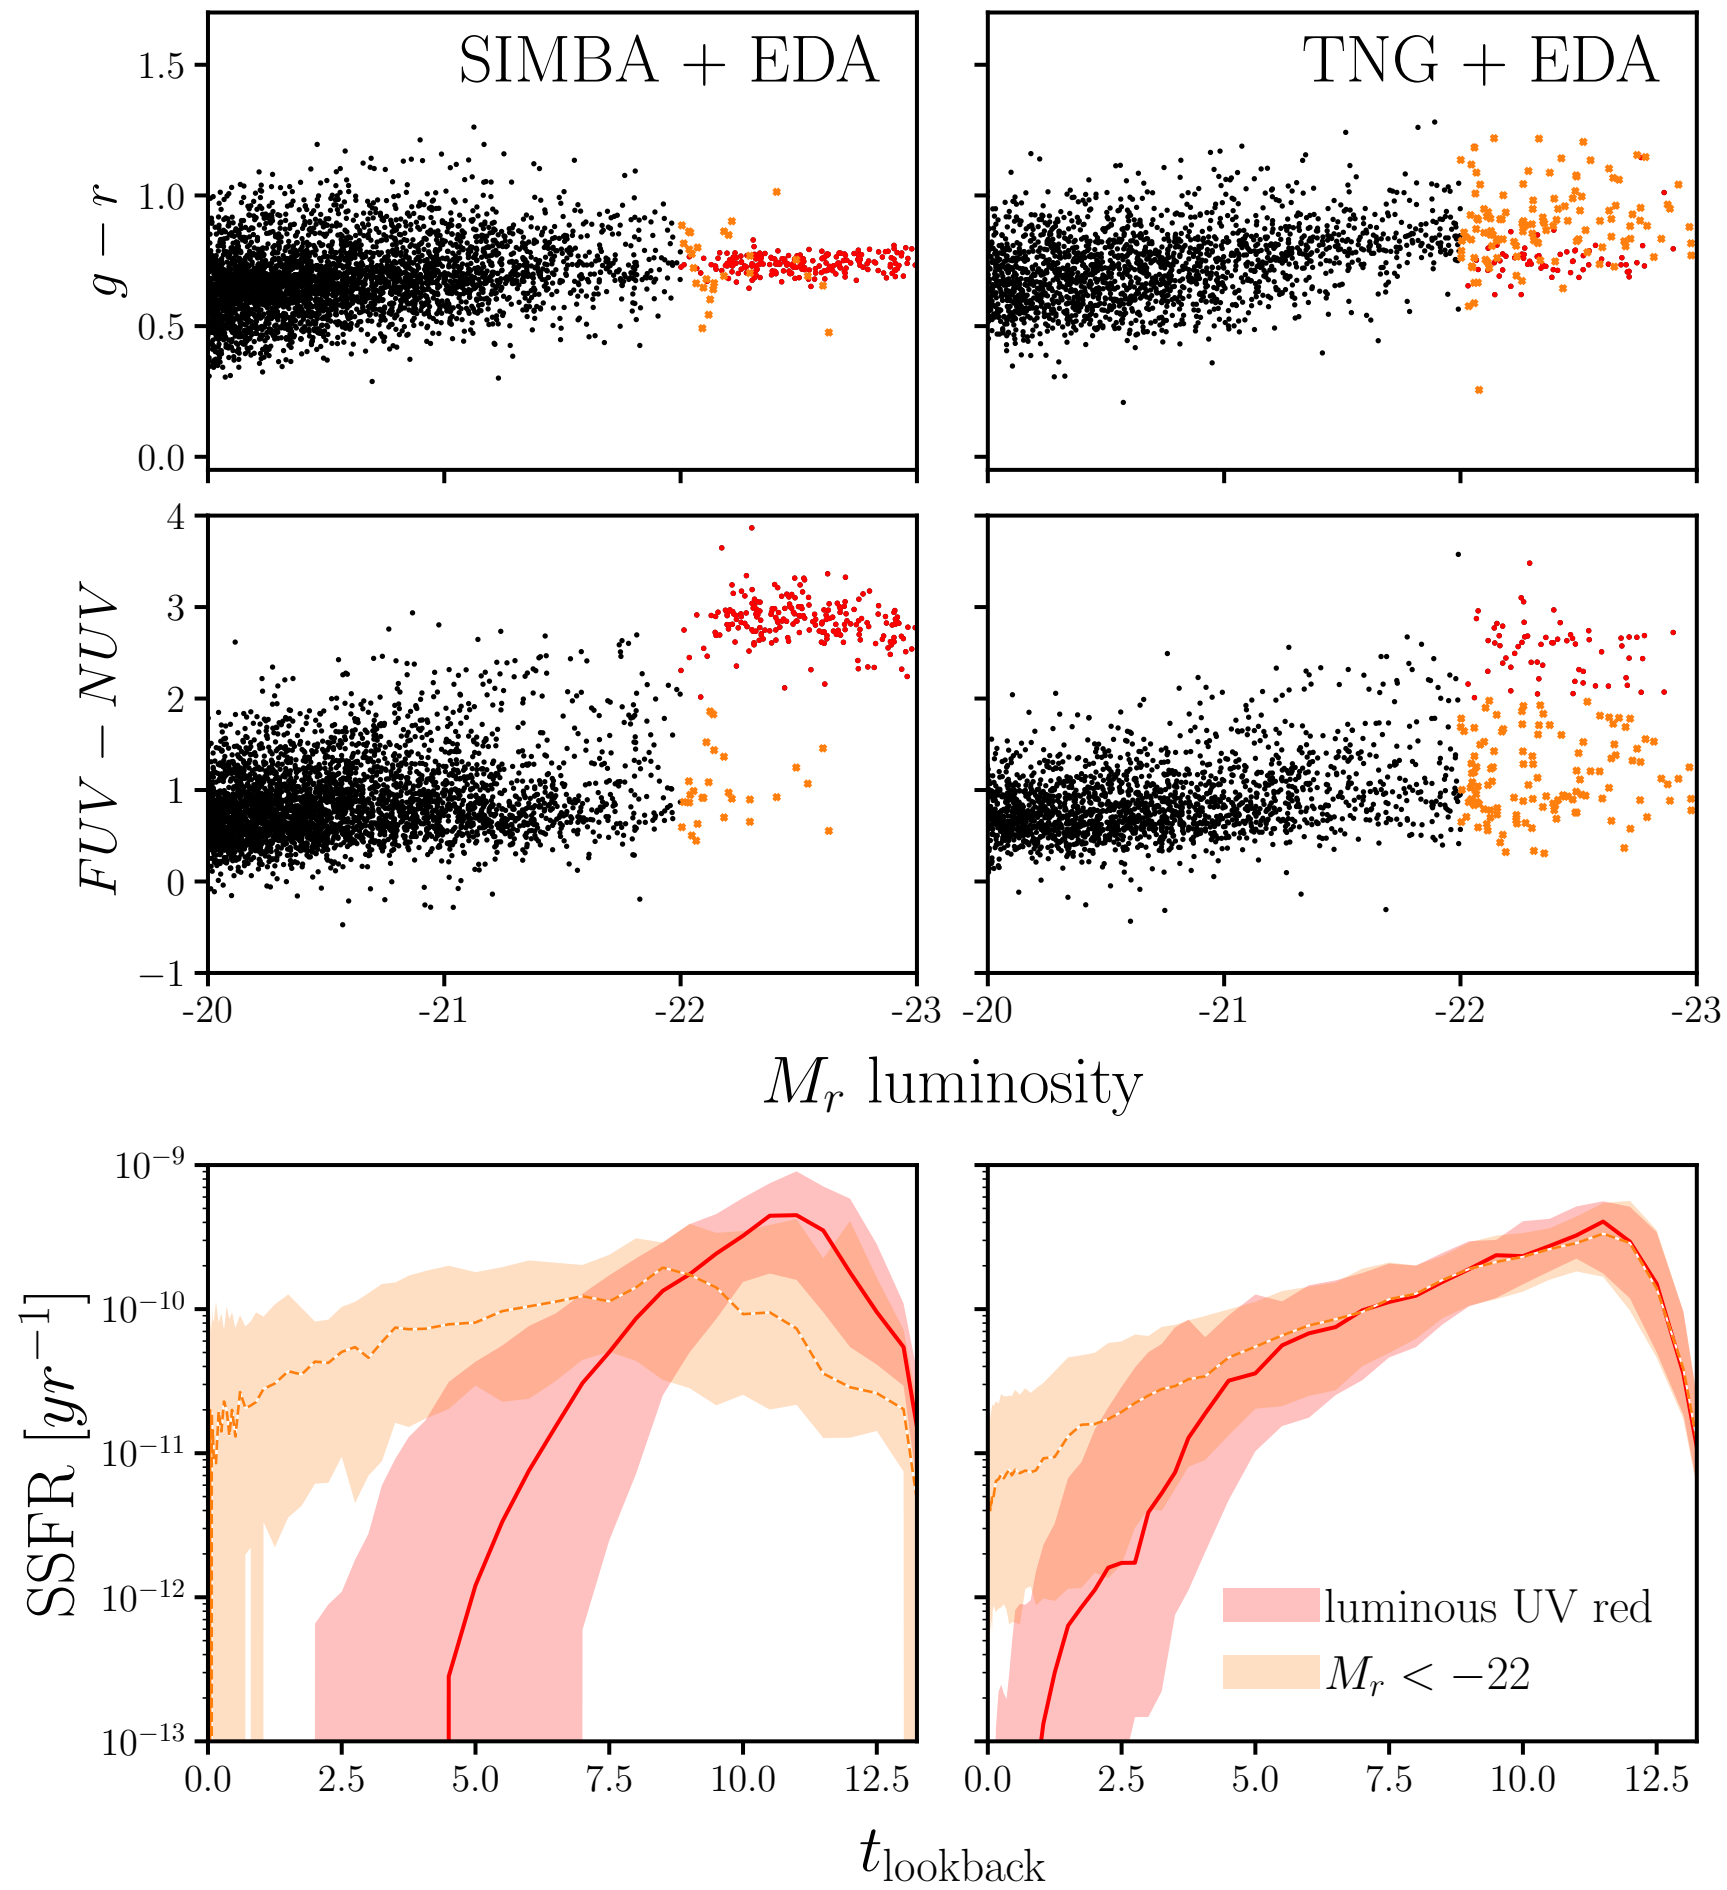 SIMBA + EDA
TNG + EDA
1.5
1.0
0.5
0.0
g − r
4
3
2
1
0
−1
FUV − NUV
-20 -21 -22 -23
-20 -21 -22 -23
M_r luminosity
10^{−9}
10^{−10}
10^{−11}
10^{−12}
10^{−13}
SSFR [yr^{−1}]
luminous UV red
M_r < −22
0.0 2.5 5.0 7.5 10.0 12.5
0.0 2.5 5.0 7.5 10.0 12.5
t_{lookback}